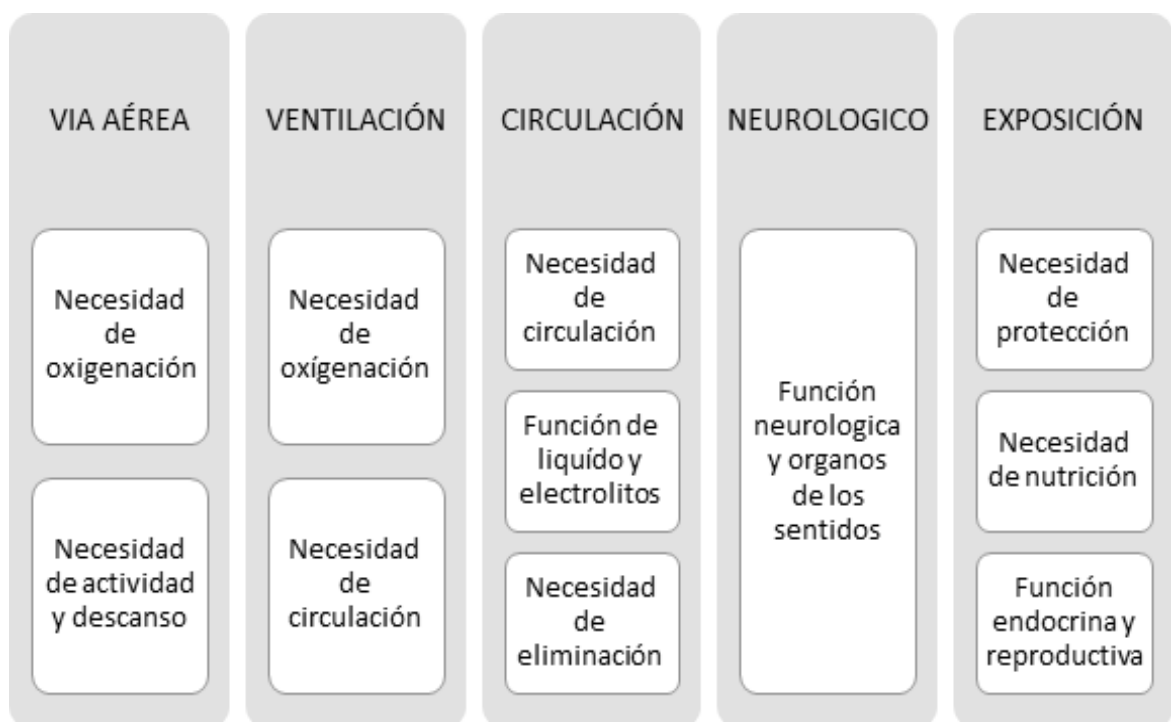 VIA AÉREA
Necesidad
de
oxigenación
Necesidad
de actividad
y descanso
VENTILACIÓN
Necesidad
de
oxígenación
Necesidad
de
circulación
CIRCULACIÓN
Necesidad
de
circulación
Función de
liquído y
electrolitos
Necesidad
de
eliminación
NEUROLOGICO
Función
neurologica
y organos
de los
sentidos
EXPOSICIÓN
Necesidad
de
protección
Necesidad
de nutrición
Función
endocrina y
reproductiva